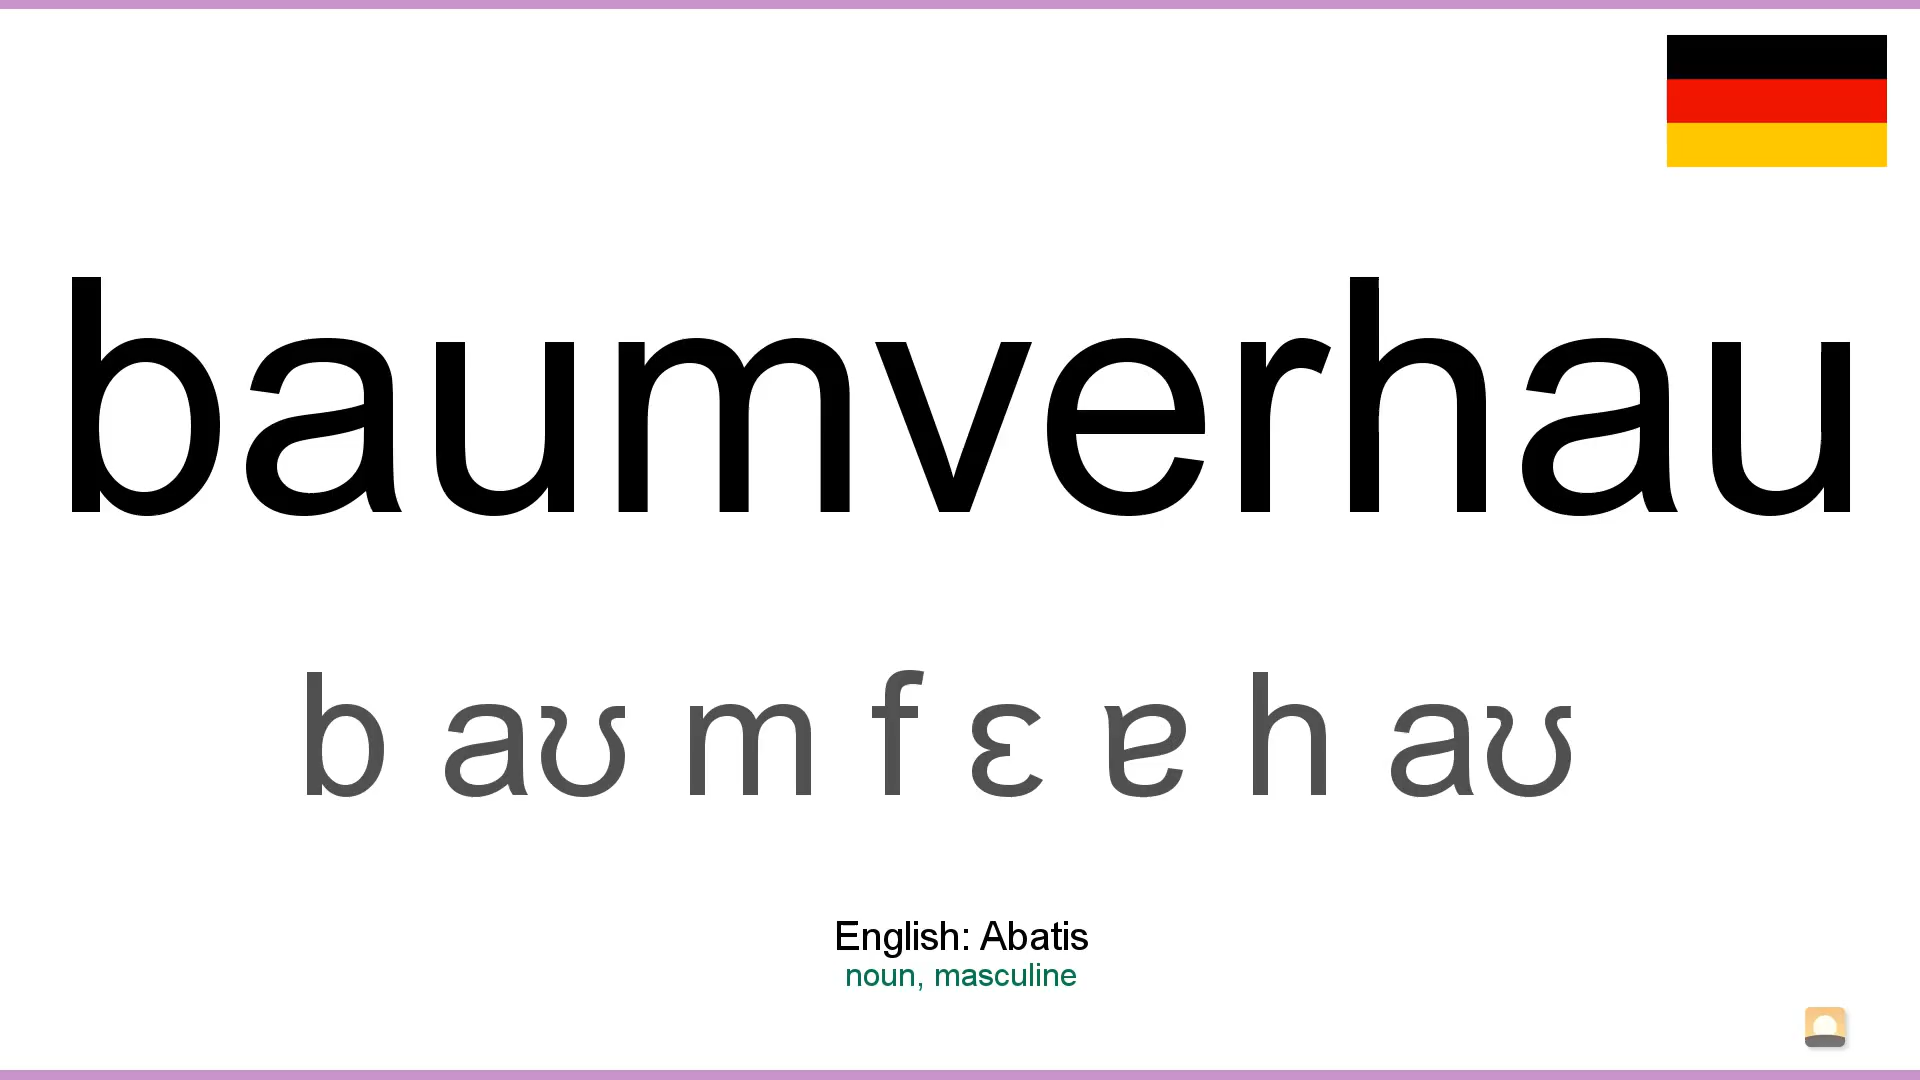 baumverhau
b aʊ m f ɛ ɐ h aʊ
English: Abatis
noun, masculine